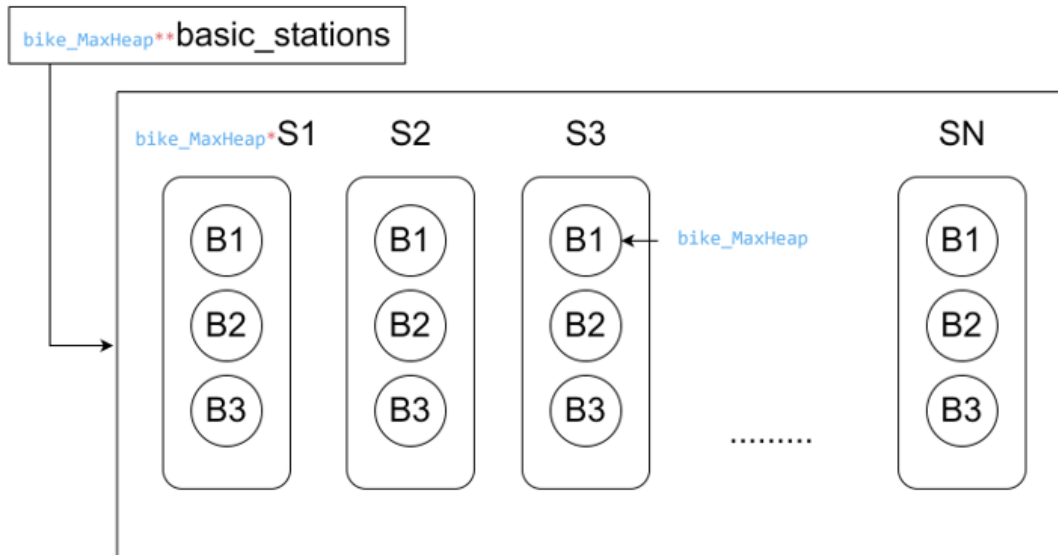 bike_MaxHeap**basic_stations
bike_MaxHeap*S1 S2 S3 SN
B1 B1 B1 bike_MaxHeap B1
B2 B2 B2 B2
B3 B3 B3 B3
.........